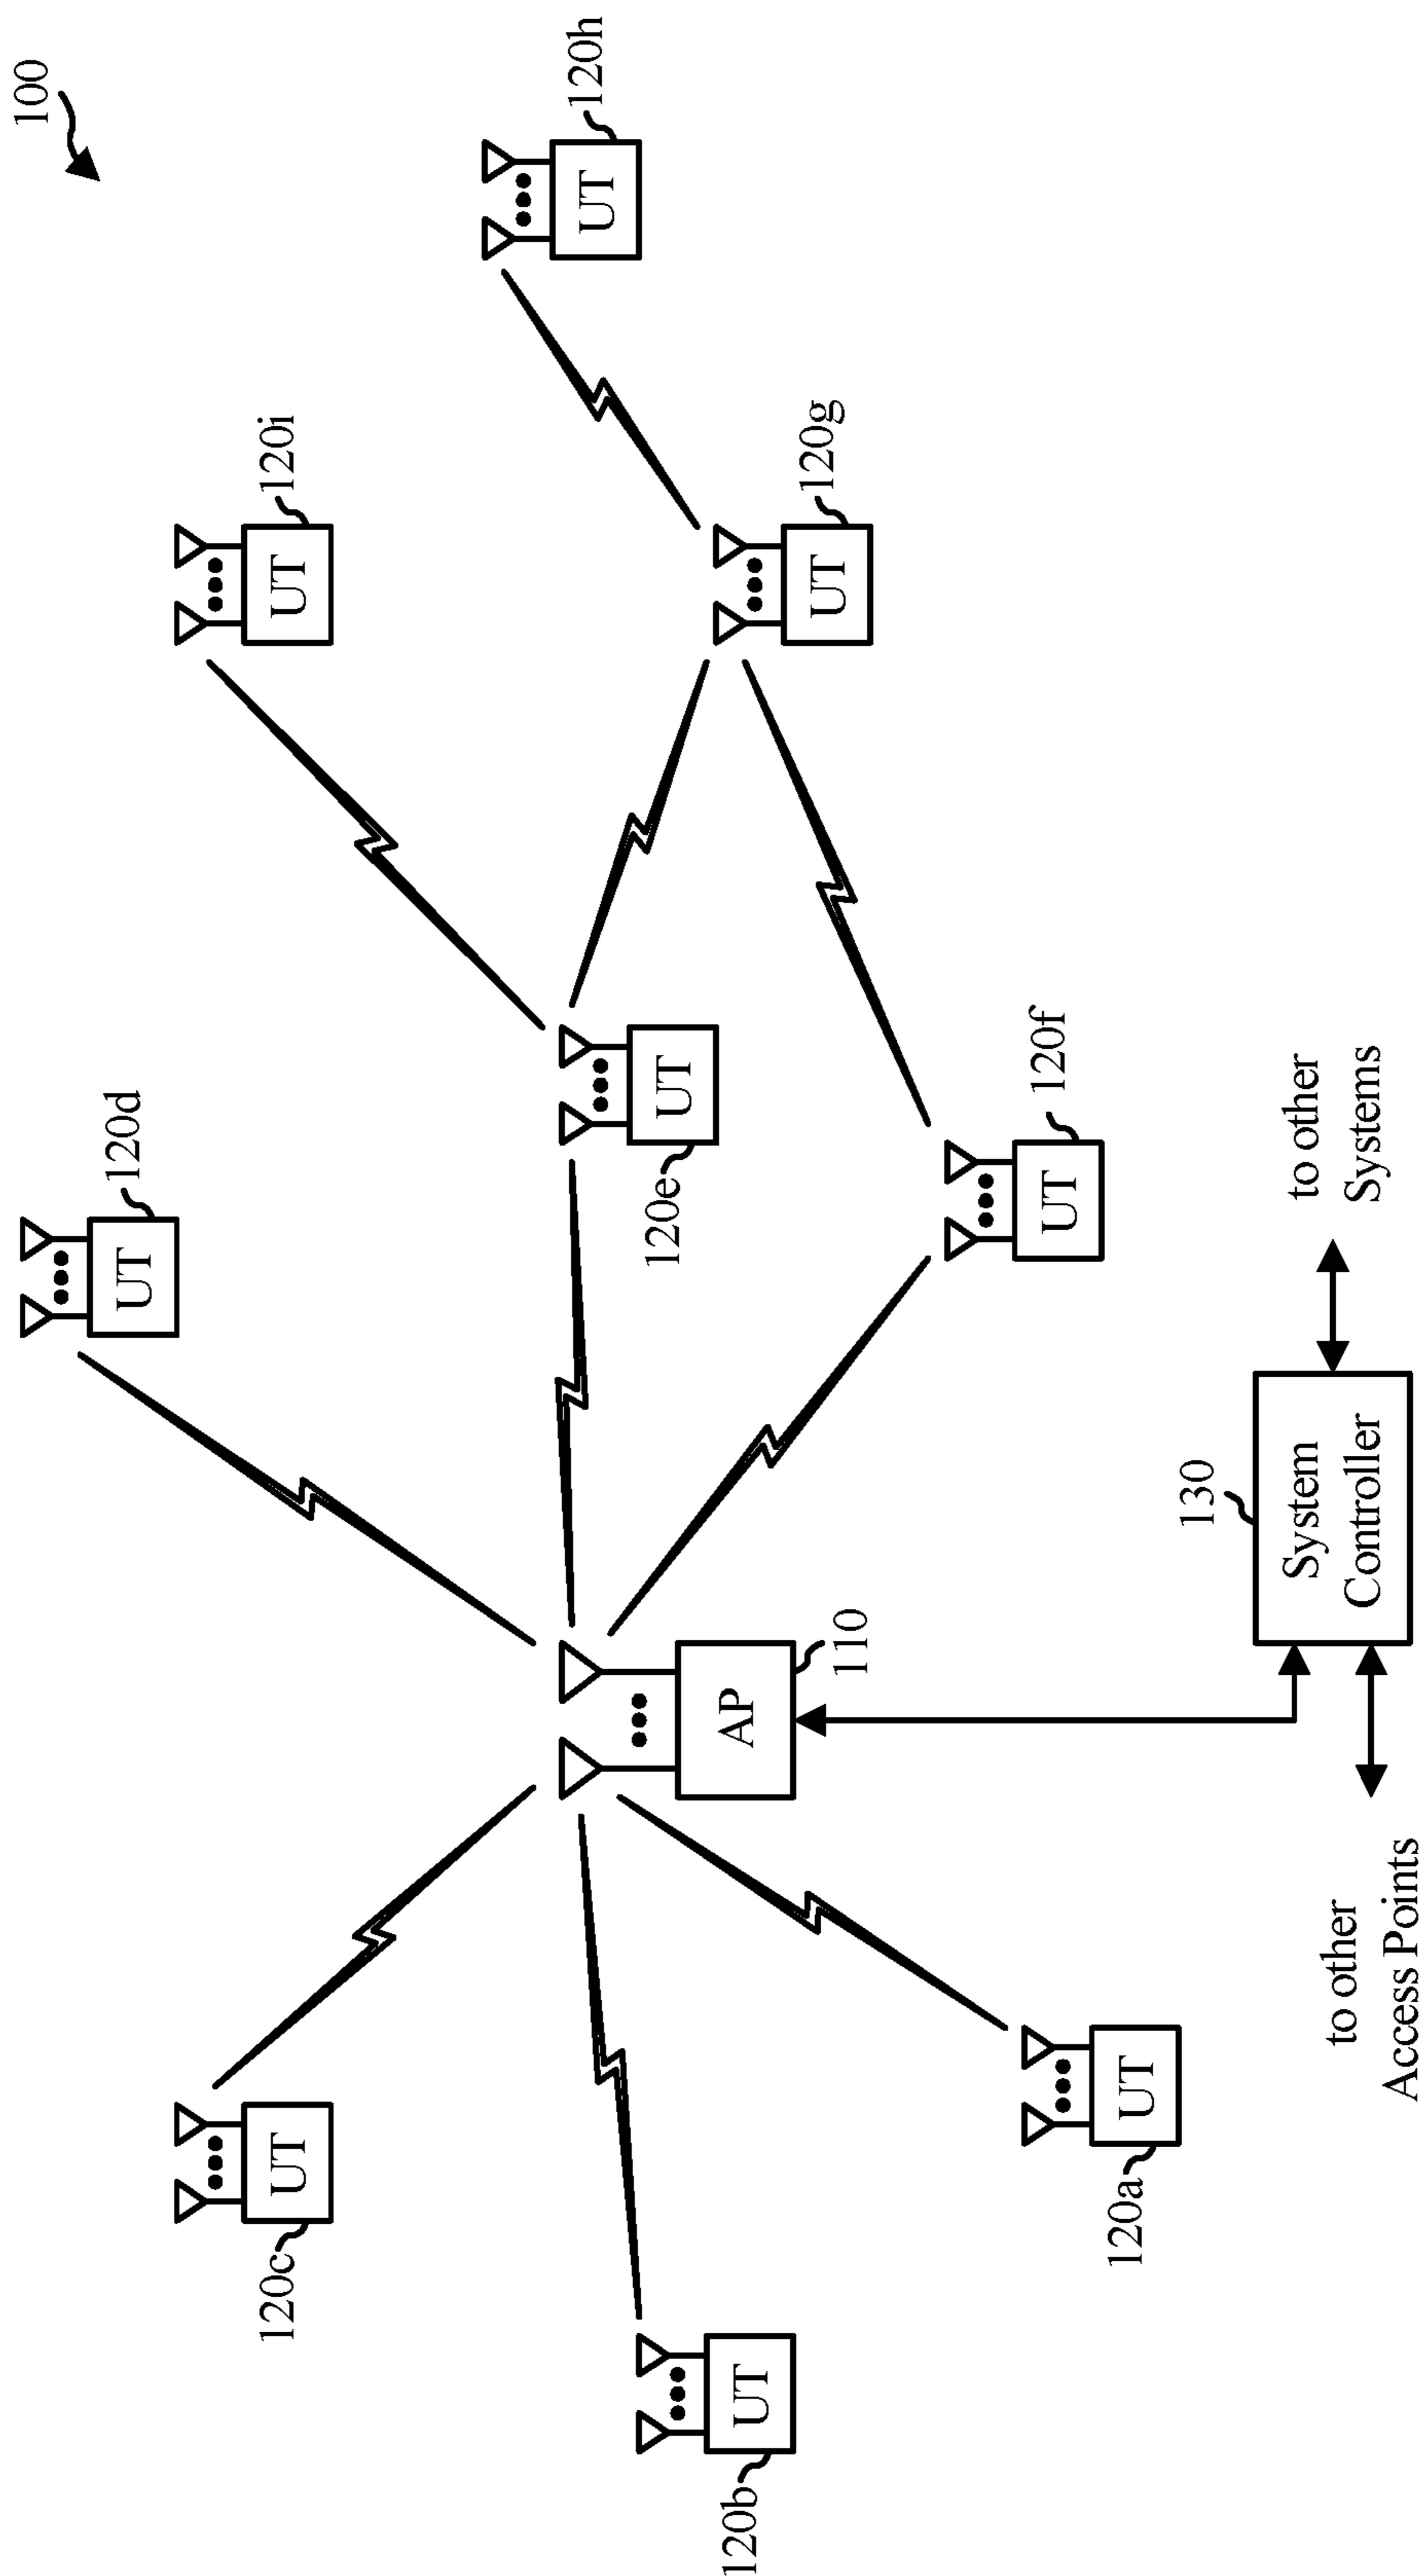 100
120d
UT
120i
UT
120c
UT
120h
UT
120e
UT
120b
UT
AP
110
120g
UT
120f
UT
120a
UT
130
System
Controller
to other
Systems
to other
Access Points